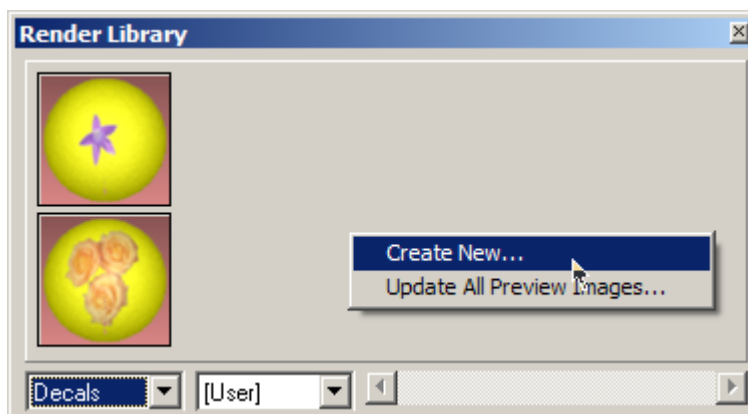 Render Library
Create New...
Update All Preview Images...
Decals
[User]